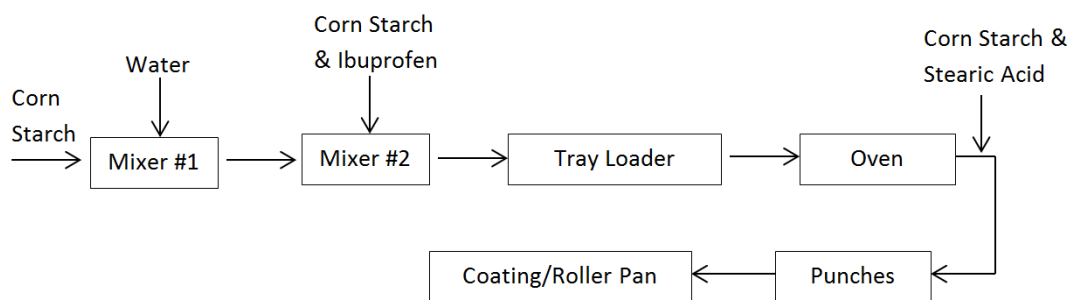 Corn
Starch
Water
Mixer #1
Corn Starch
& Ibuprofen
Mixer #2
Tray Loader
Oven
Corn Starch &
Stearic Acid
Punches
Coating/Roller Pan